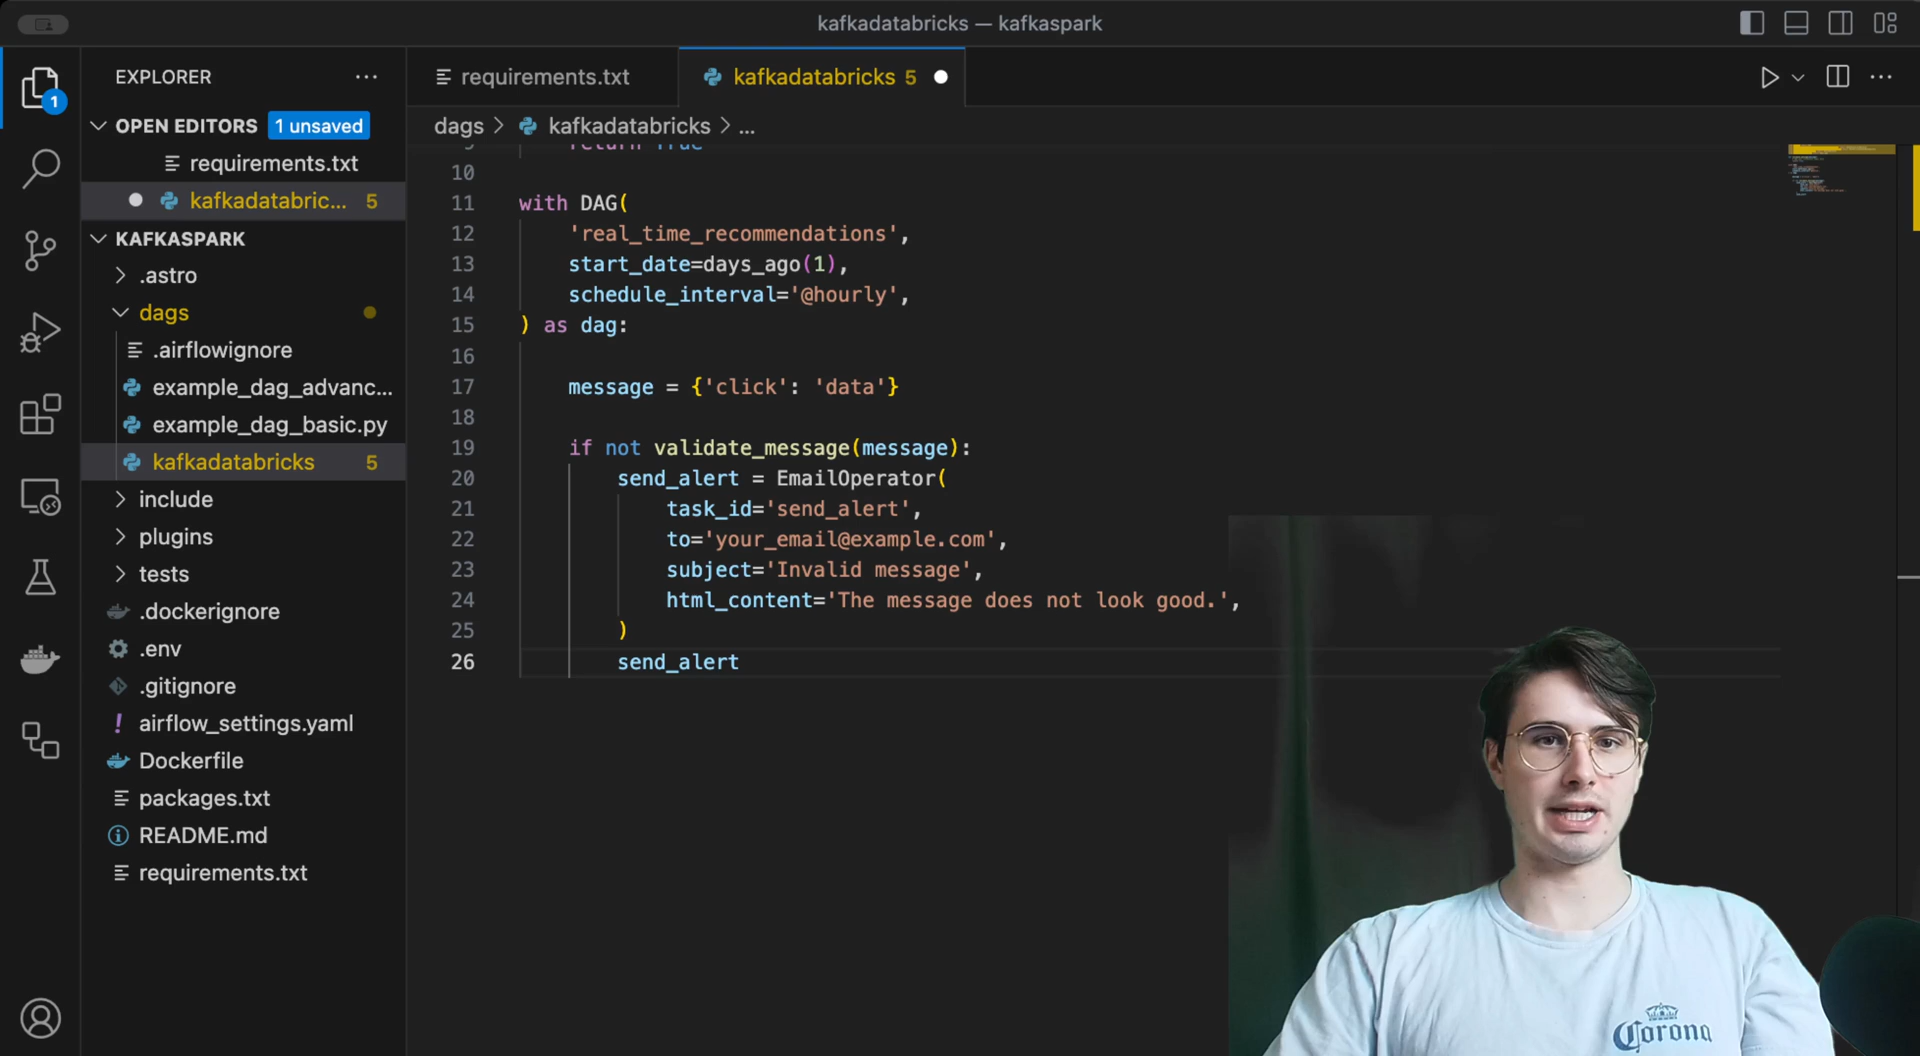 kafkadatabricks — kafkaspark
EXPLORER
requirements.txt
kafkadatabricks 5
1
OPEN EDITORS 1 unsaved
dags > kafkadatabricks > ...
requirements.txt
kafkadatabric... 5
KAFKASPARK
.astro
dags
.airflowignore
example_dag_advanc...
example_dag_basic.py
kafkadatabricks 5
include
plugins
tests
.dockerignore
.env
.gitignore
airflow_settings.yaml
Dockerfile
packages.txt
README.md
requirements.txt
9 return True
10
11 with DAG(
12 'real_time_recommendations',
13 start_date=days_ago(1),
14 schedule_interval='@hourly',
15 ) as dag:
16
17 message = {'click': 'data'}
18
19 if not validate_message(message):
20 send_alert = EmailOperator(
21 task_id='send_alert',
22 to='your_email@example.com',
23 subject='Invalid message',
24 html_content='The message does not look good.',
25 )
26 send_alert
Corona